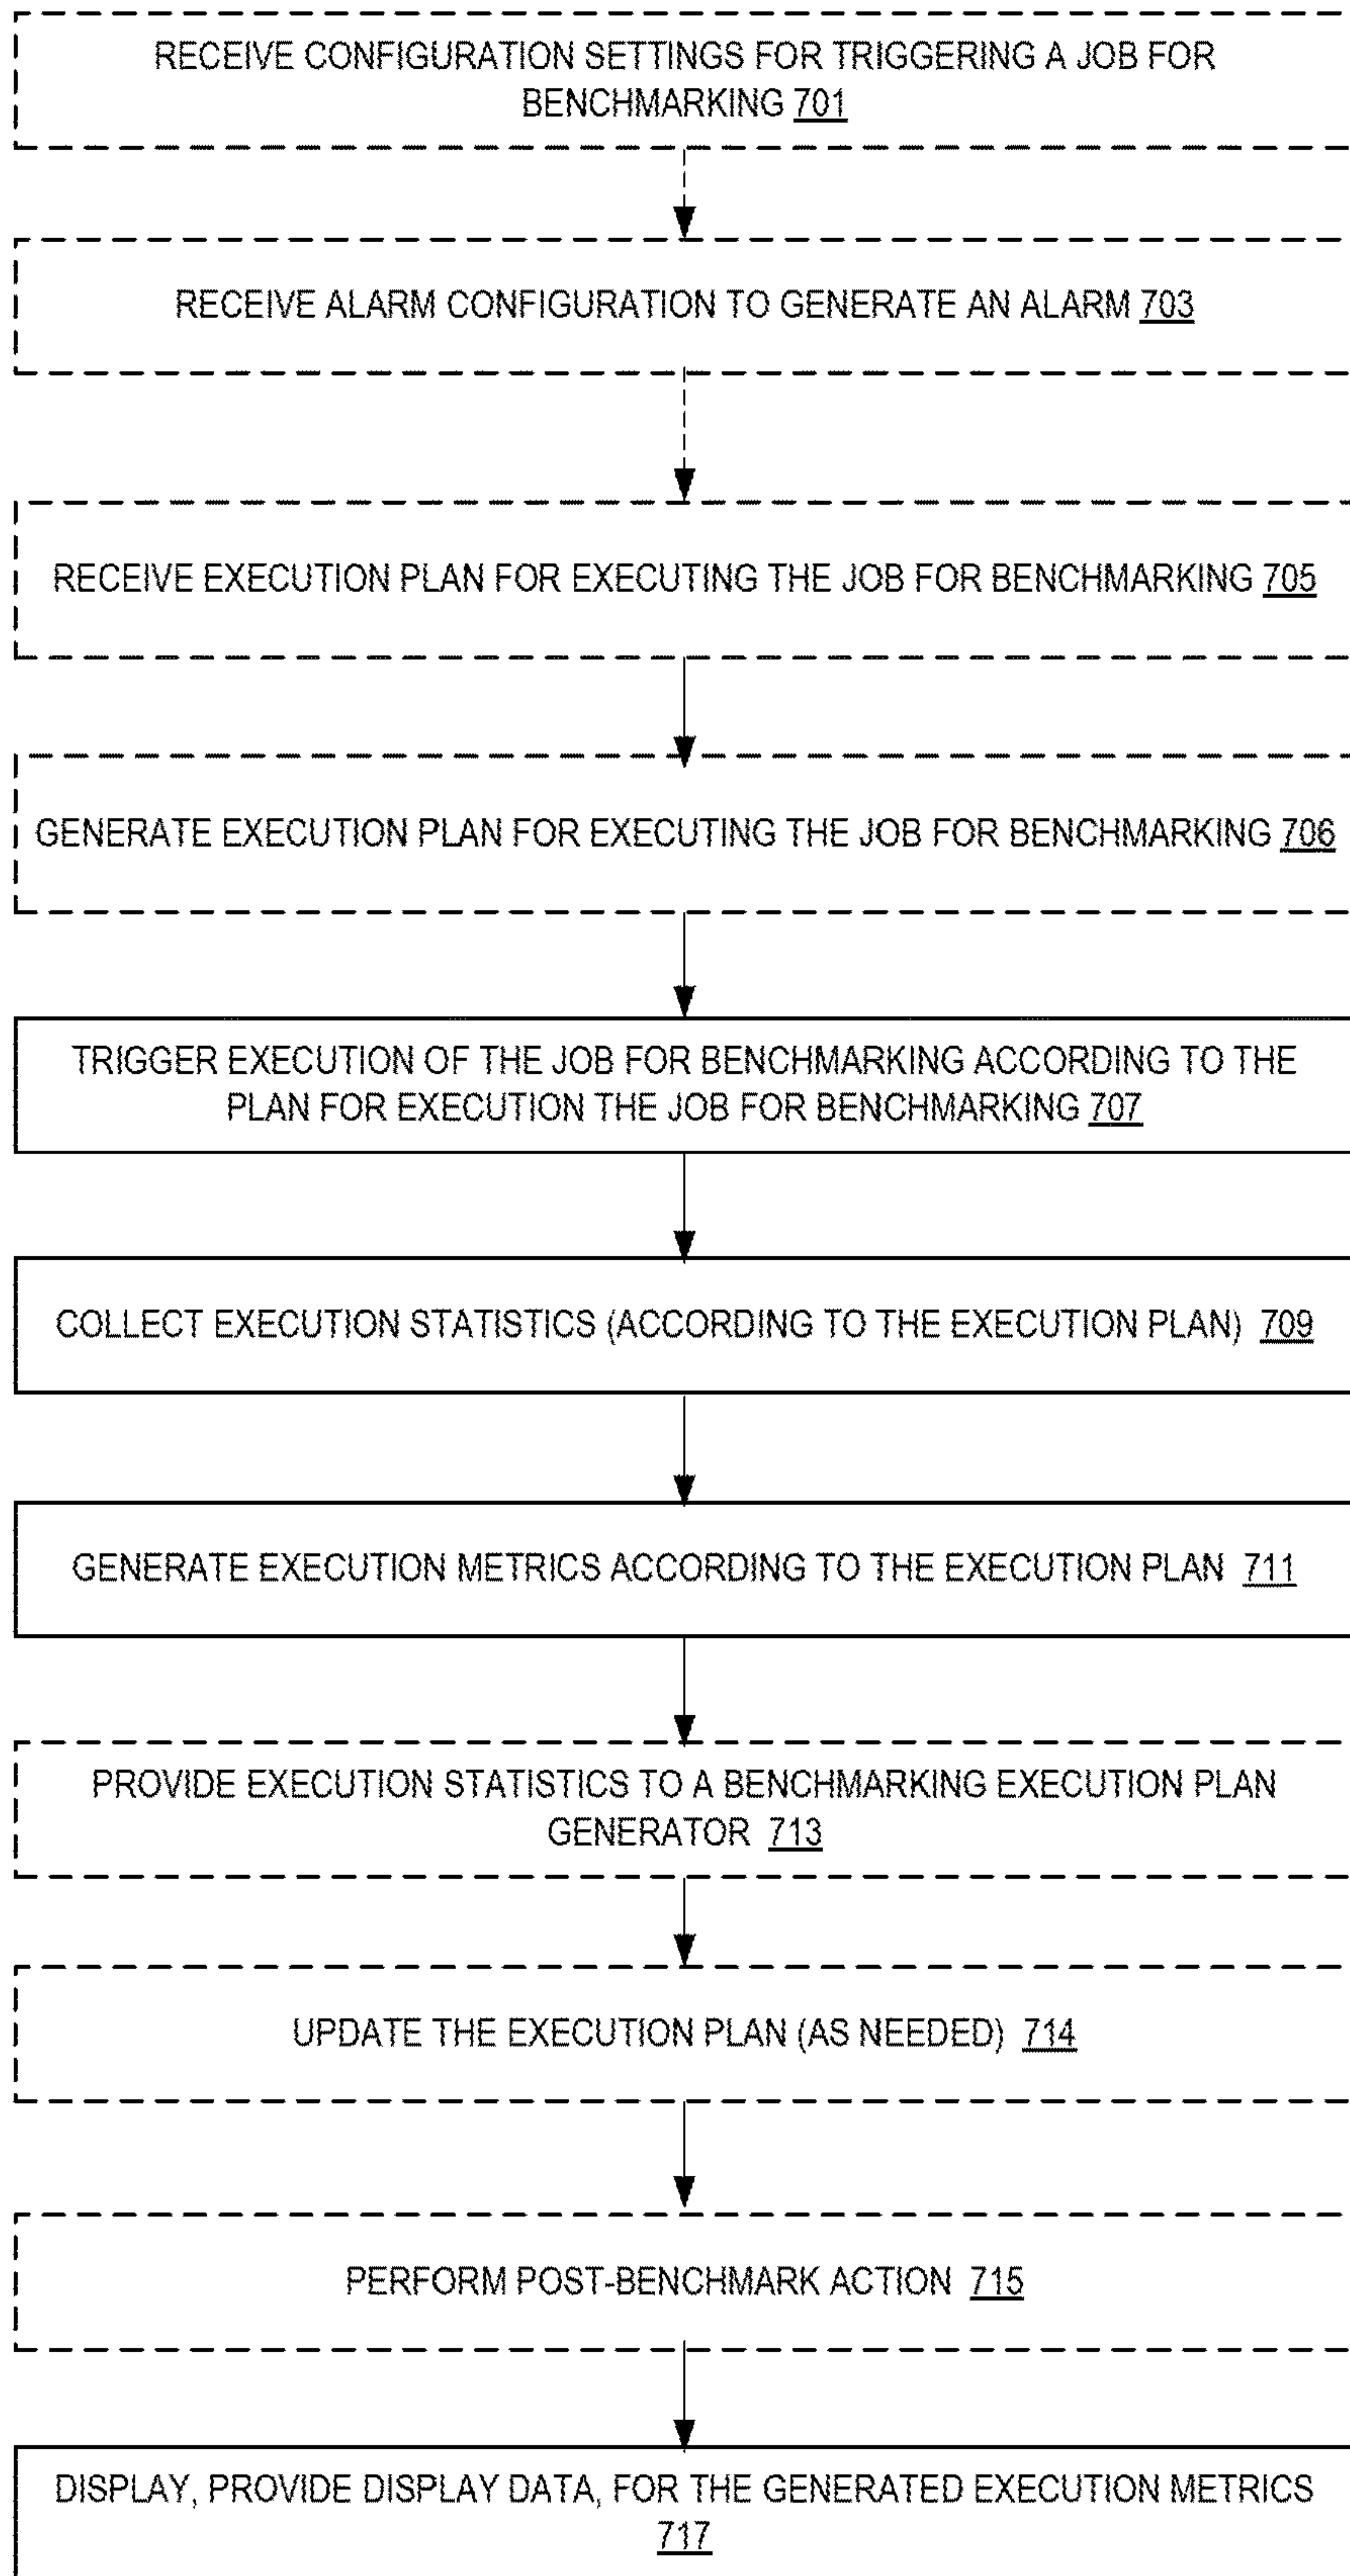 RECEIVE CONFIGURATION SETTINGS FOR TRIGGERING A JOB FOR
BENCHMARKING 701
RECEIVE ALARM CONFIGURATION TO GENERATE AN ALARM 703
RECEIVE EXECUTION PLAN FOR EXECUTING THE JOB FOR BENCHMARKING 705
GENERATE EXECUTION PLAN FOR EXECUTING THE JOB FOR BENCHMARKING 706
TRIGGER EXECUTION OF THE JOB FOR BENCHMARKING ACCORDING TO THE
PLAN FOR EXECUTION THE JOB FOR BENCHMARKING 707
COLLECT EXECUTION STATISTICS (ACCORDING TO THE EXECUTION PLAN) 709
GENERATE EXECUTION METRICS ACCORDING TO THE EXECUTION PLAN 711
PROVIDE EXECUTION STATISTICS TO A BENCHMARKING EXECUTION PLAN
GENERATOR 713
UPDATE THE EXECUTION PLAN (AS NEEDED) 714
PERFORM POST-BENCHMARK ACTION 715
DISPLAY, PROVIDE DISPLAY DATA, FOR THE GENERATED EXECUTION METRICS
717